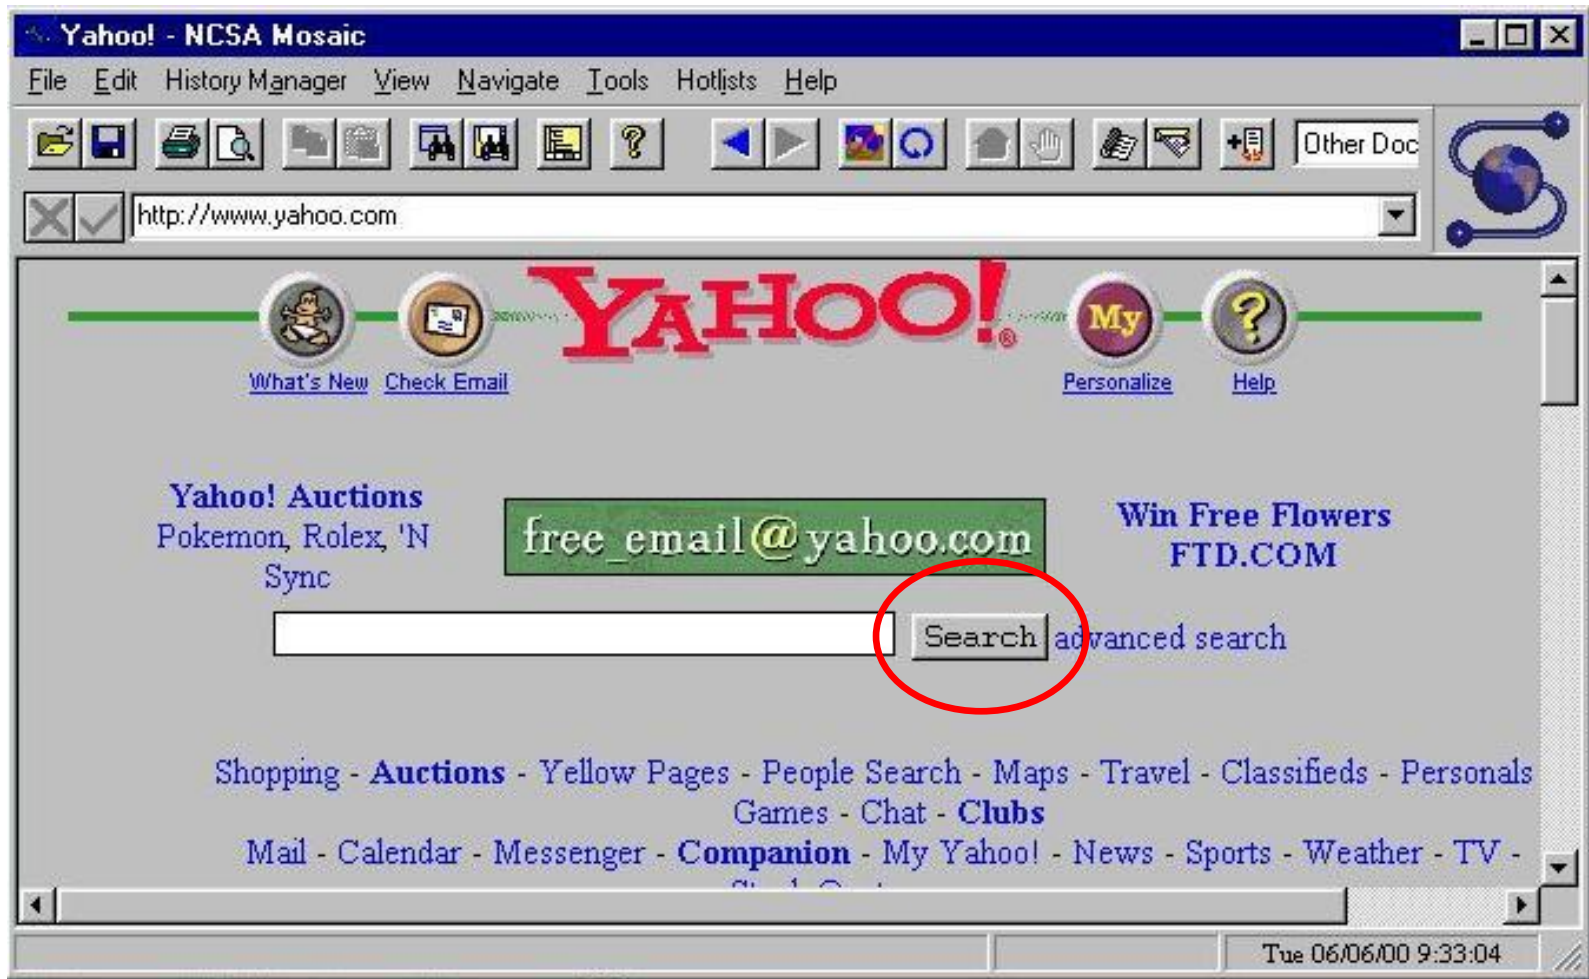 Yahoo! - NCSA Mosaic
File Edit History Manager View Navigate Tools Hotlists Help
Other Doc
http://www.yahoo.com
YAHOO!®
My
What's New Check Email Personalize Help
Yahoo! Auctions
Pokemon, Rolex, 'N
Sync
free_email@yahoo.com
Win Free Flowers
FTD.COM
Search advanced search
Shopping - Auctions - Yellow Pages - People Search - Maps - Travel - Classifieds - Personals
Games - Chat - Clubs
Mail - Calendar - Messenger - Companion - My Yahoo! - News - Sports - Weather - TV -
Tue 06/06/00 9:33:04